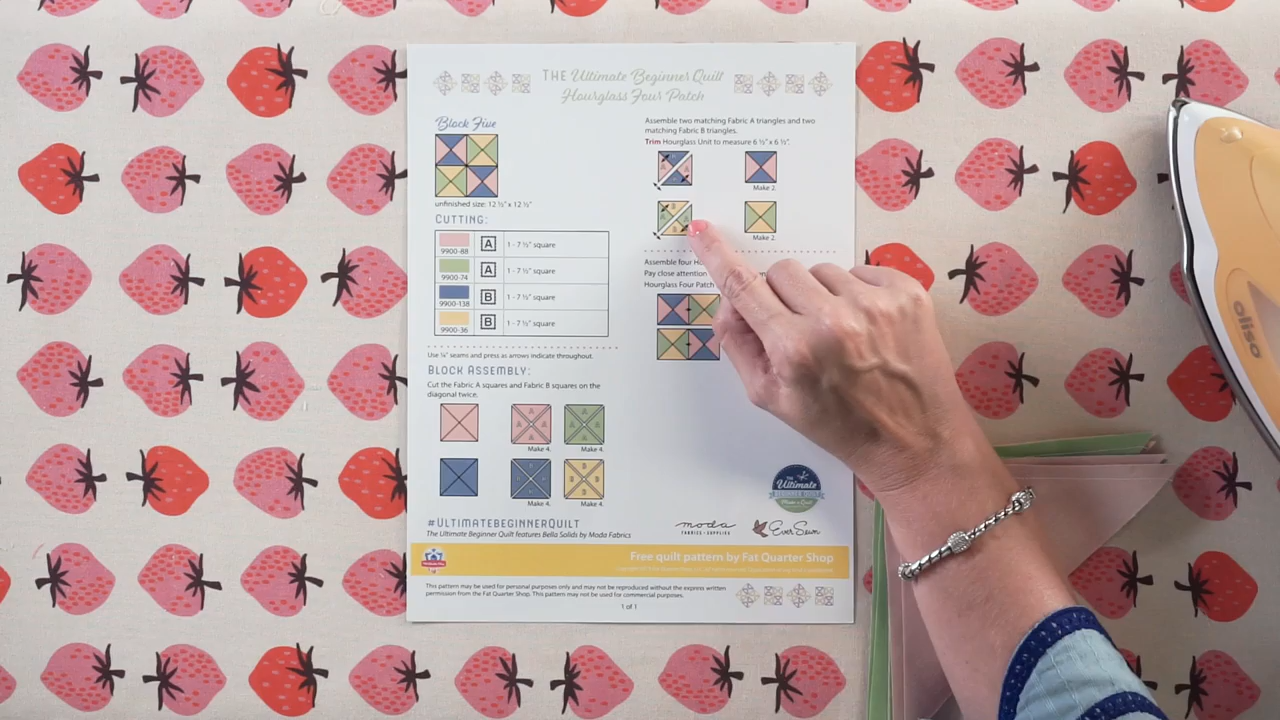 THE Ultimate Beginner Quilt
Hourglass Four Patch
Block Five
unfinished size: 12 ½" x 12 ½"
CUTTING:
9900-88 A 1 - 7 ½" square
9900-74 A 1 - 7 ½" square
9900-138 B 1 - 7 ½" square
9900-36 B 1 - 7 ½" square
Use ¼" seams and press as arrows indicate throughout.
BLOCK ASSEMBLY:
Cut the Fabric A squares and Fabric B squares on the
diagonal twice.
A A A A
A A A A
Make 4.
Make 4.
B B B B
B B B B
Make 4.
Make 4.
Assemble two matching Fabric A triangles and two
matching Fabric B triangles.
Trim Hourglass Unit to measure 6 ½" x 6 ½".
Make 2.
Make 2.
Assemble four
Pay close attention
Hourglass Four Patch
THE
Ultimate
BEGINNER QUILT
#ULTIMATEBEGINNERQUILT
The Ultimate Beginner Quilt features Bella Solids by Moda Fabrics
moda
FABRICS + SUPPLIES
EverSewn
Free quilt pattern by Fat Quarter Shop
This pattern may be used for personal purposes only and may not be reproduced without the express written
permission from the Fat Quarter Shop. This pattern may not be used for commercial purposes.
1 of 1
oliso